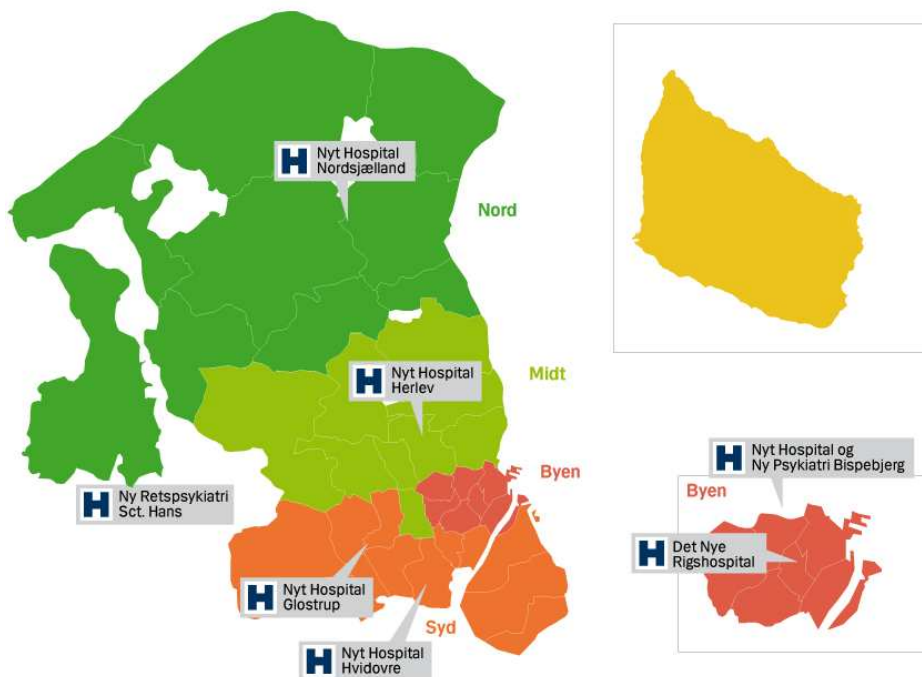 H Nyt Hospital
Nordsjælland
Nord
H Nyt Hospital
Herlev
Midt
Byen
H Ny Retspsykiatri
Sct. Hans
H Nyt Hospital
Glostrup
Syd
H Nyt Hospital
Hvidovre
H Nyt Hospital og
Ny Psykiatri Bispebjerg
Byen
H Det Nye
Rigshospital